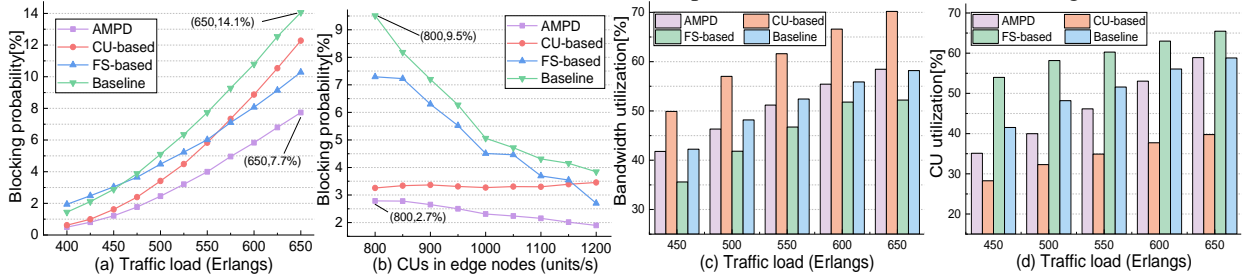 Blocking probability[%]
14
12
10
8
6
4
2
0
AMPD
CU-based
FS-based
Baseline
(650,14.1%)
(650,7.7%)
400
450
500
550
600
650
(a) Traffic load (Erlangs)
Blocking probability[%]
9
8
7
6
5
4
3
2
(800,9.5%)
AMPD
CU-based
FS-based
Baseline
(800,2.7%)
800
900
1000
1100
1200
(b) CUs in edge nodes (units/s)
Bandwidth utilization[%]
70
60
50
40
30
AMPD
CU-based
FS-based
Baseline
450
500
550
600
650
(c) Traffic load (Erlangs)
CU utilization[%]
60
50
40
30
20
AMPD
CU-based
FS-based
Baseline
450
500
550
600
650
(d) Traffic load (Erlangs)